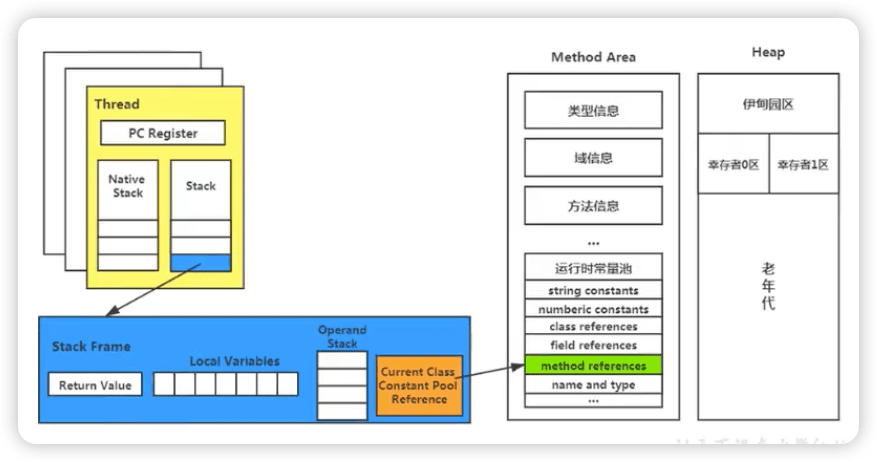 Thread
PC Register
Native
Stack
Stack
Stack Frame
Return Value
Local Variables
Operand
Stack
Current Class
Constant Pool
Reference
Method Area
类型信息
域信息
方法信息
...
运行时常量池
string constants
numberic constants
class references
field references
method references
name and type
...
Heap
伊甸园区
幸存者0区
幸存者1区
老
年
代